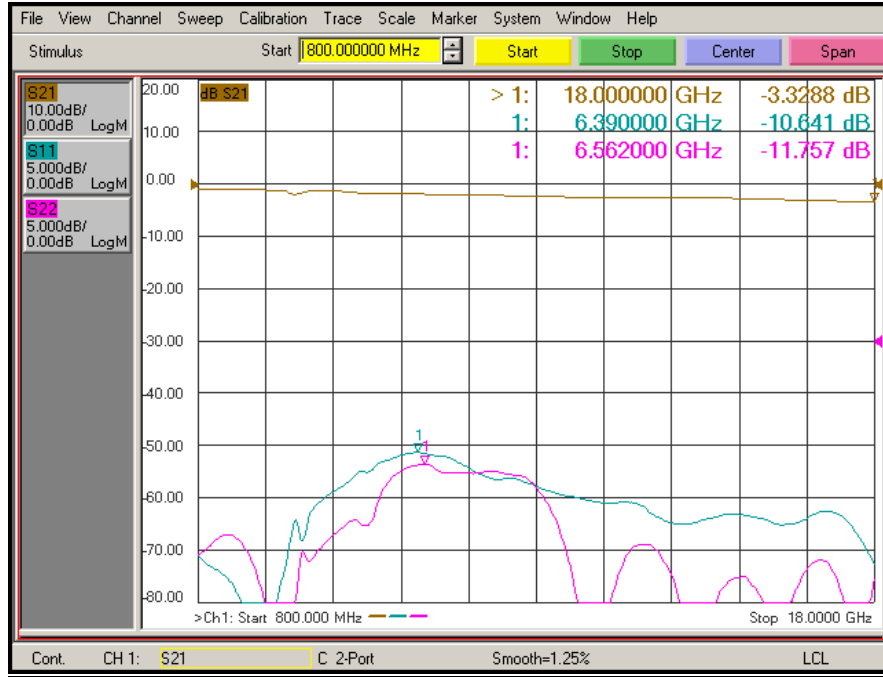 File View Channel Sweep Calibration Trace Scale Marker System Window Help
Stimulus Start 800.000000 MHz Start Stop Center Span
S21
10.00dB/
0.00dB LogM
S11
5.000dB/
0.00dB LogM
S22
5.000dB/
0.00dB LogM
20.00
10.00
0.00
-10.00
-20.00
-30.00
-40.00
-50.00
-60.00
-70.00
-80.00
dB S21
> 1: 18.000000 GHz -3.3288 dB
1: 6.390000 GHz -10.641 dB
1: 6.562000 GHz -11.757 dB
1
1
>Ch1: Start 800.000 MHz Stop 18.0000 GHz
Cont. CH 1: S21 C 2-Port Smooth=1.25% LCL